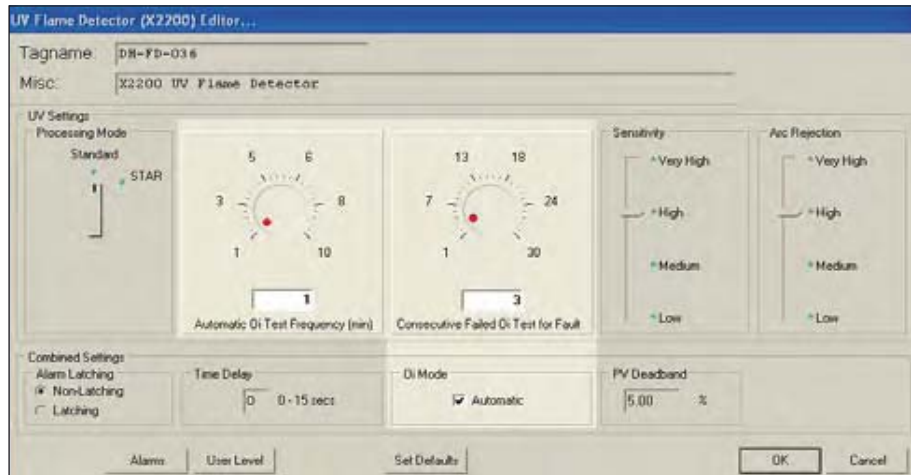 UV Flame Detector (X2200) Editor...
Tagname: DM-FD-036
Misc: X2200 UV Flame Detector
UV Settings
Processing Mode
Standard
STAR
5 6
3 8
1 10
1
Automatic Oi Test Frequency (min)
13 18
7 24
1 30
3
Consecutive Failed Oi Test for Fault
Sensitivity
Very High
High
Medium
Low
Arc Rejection
Very High
High
Medium
Low
Combined Settings
Alarm Latching
Non-Latching
Latching
Time Delay
0 0 - 15 secs
Oi Mode
Automatic
PV Deadband
5.00 %
Alarms User Level Set Defaults OK Cancel